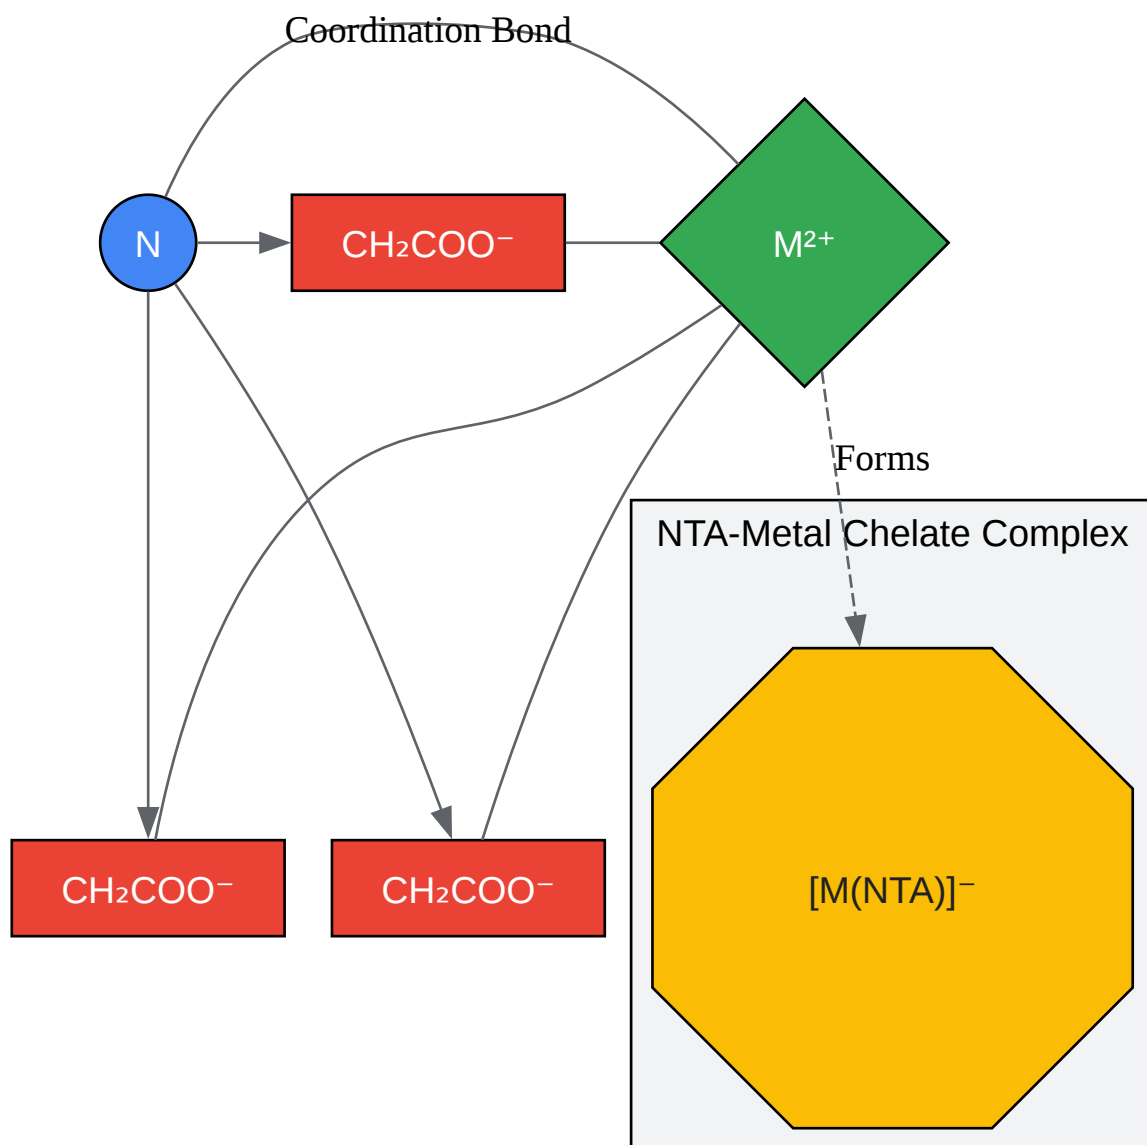 Coordination Bond
N
CH₂COO⁻
M²⁺
Forms
NTA-Metal Chelate Complex
CH₂COO⁻
CH₂COO⁻
[M(NTA)]⁻